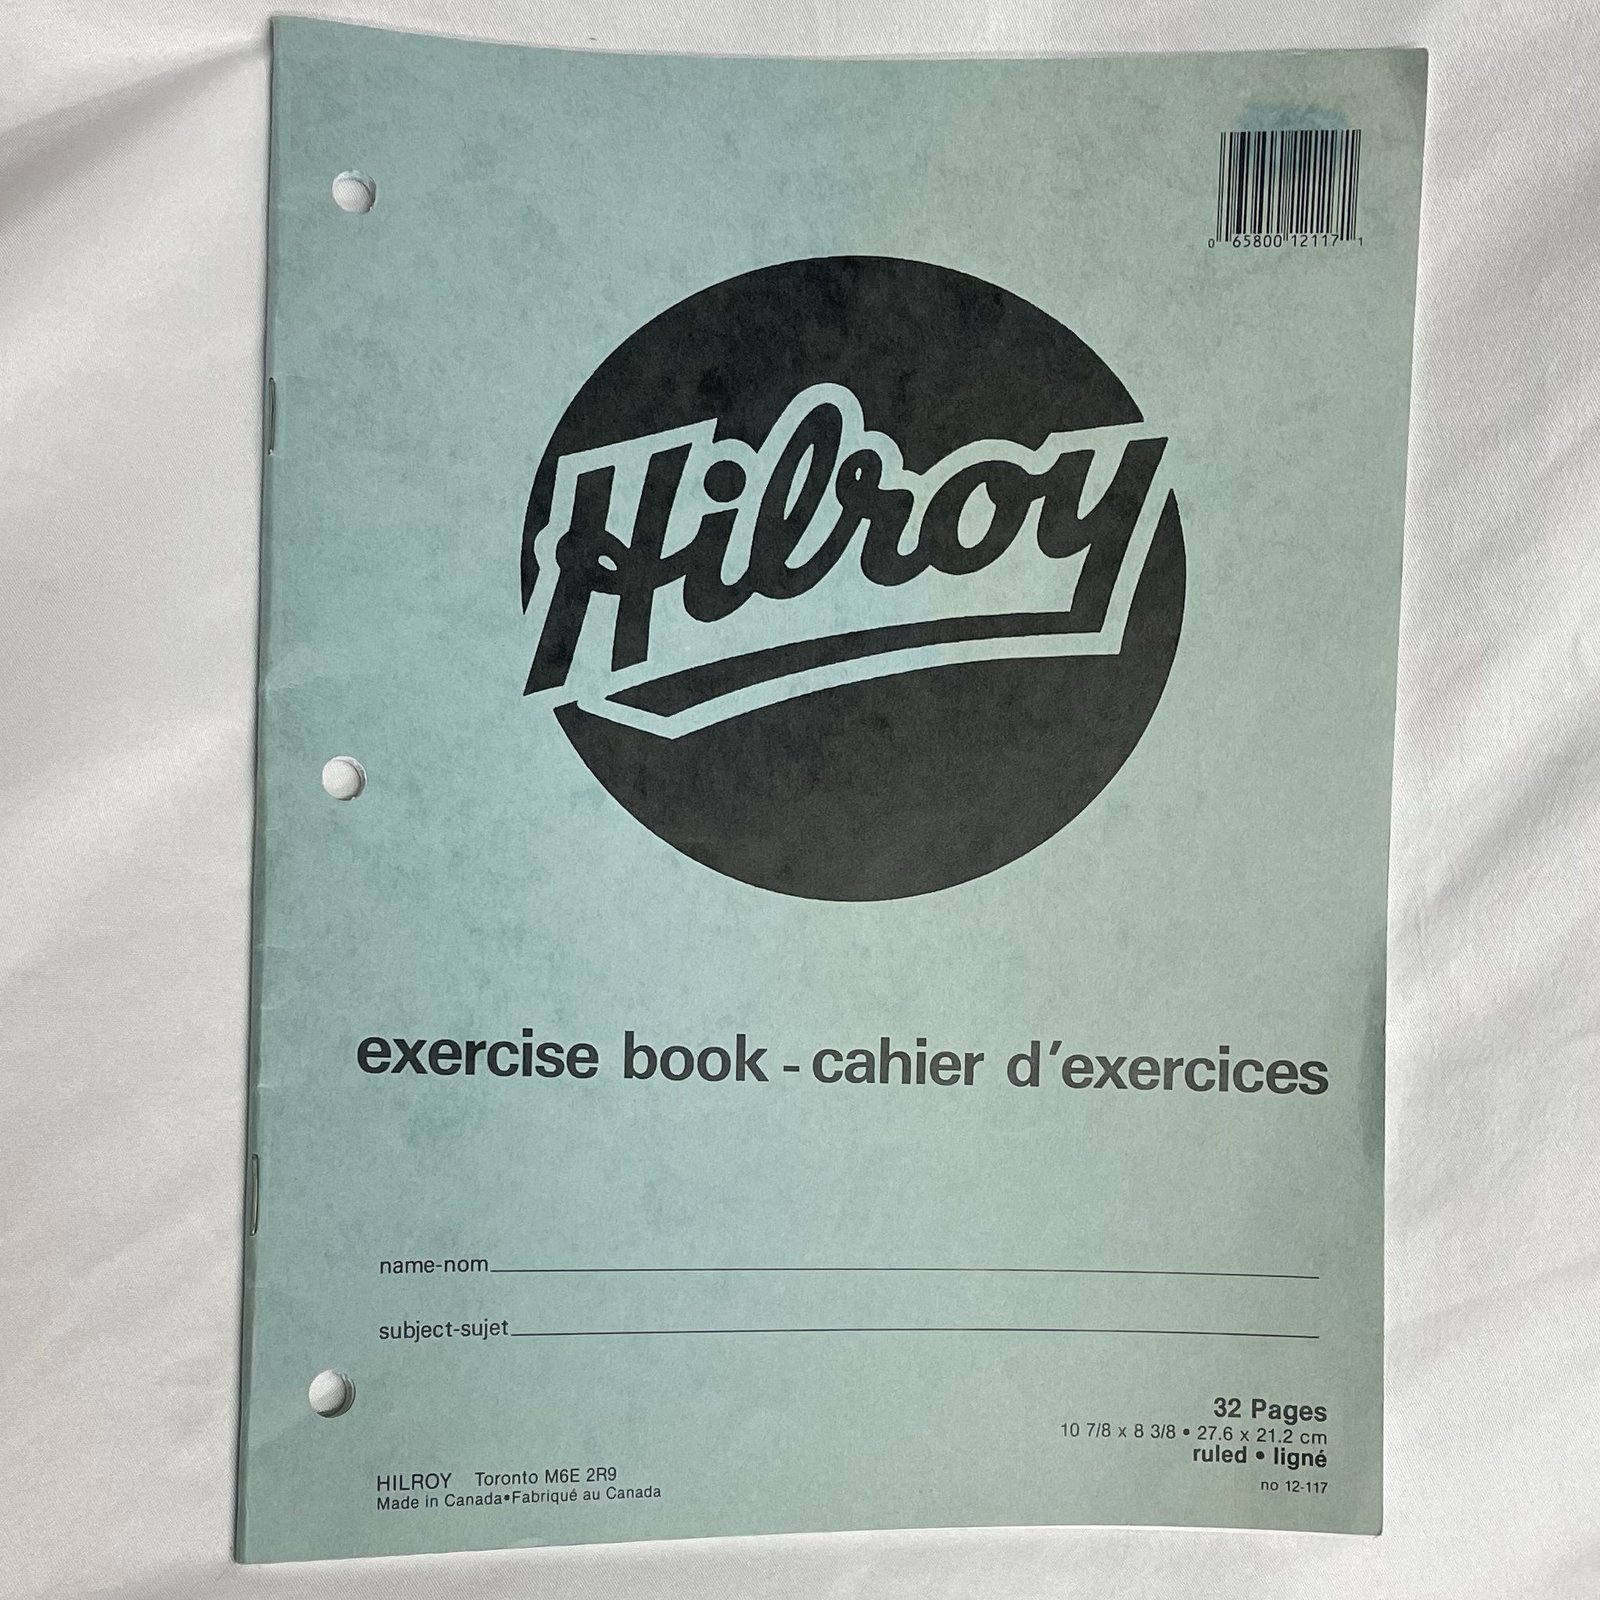 0 65800 12117 1
Hilroy
exercise book - cahier d'exercices
name-nom
subject-sujet
32 Pages
10 7/8 x 8 3/8 • 27.6 x 21.2 cm
ruled • ligné
no 12-117
HILROY Toronto M6E 2R9
Made in Canada•Fabriqué au Canada